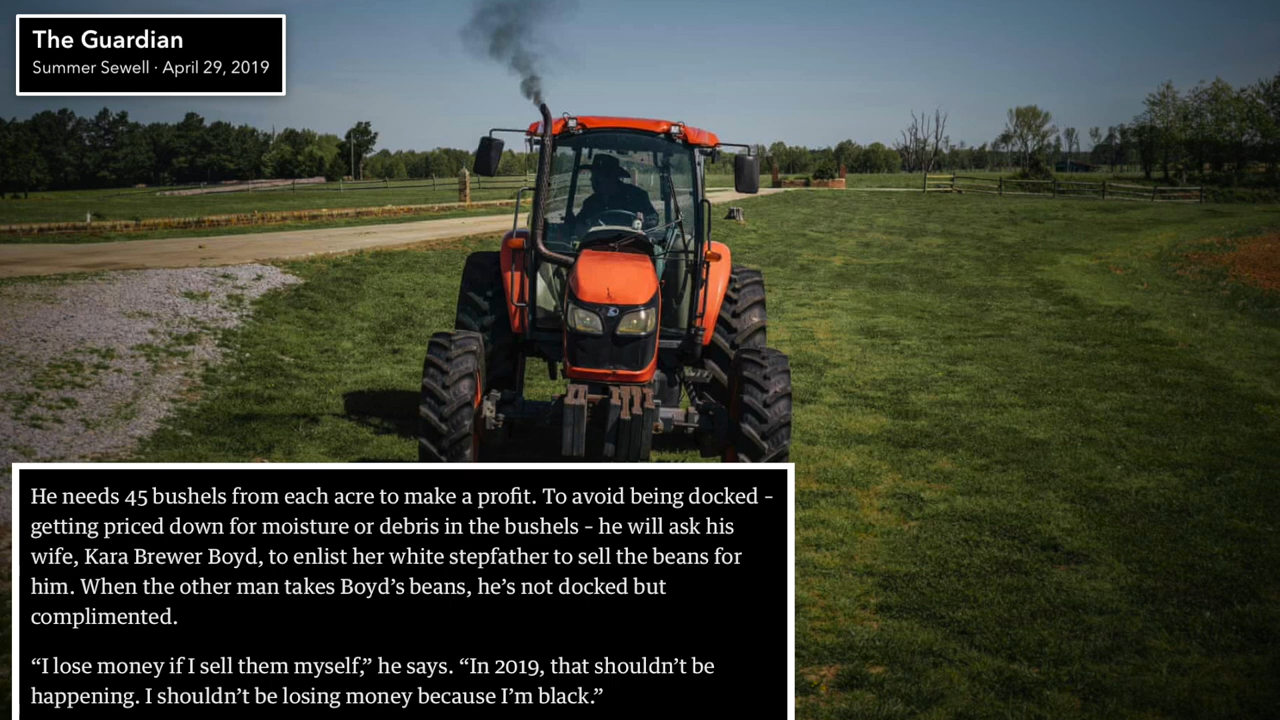 The Guardian
Summer Sewell · April 29, 2019
He needs 45 bushels from each acre to make a profit. To avoid being docked –
getting priced down for moisture or debris in the bushels – he will ask his
wife, Kara Brewer Boyd, to enlist her white stepfather to sell the beans for
him. When the other man takes Boyd’s beans, he’s not docked but
complimented.
“I lose money if I sell them myself,” he says. “In 2019, that shouldn’t be
happening. I shouldn’t be losing money because I’m black.”